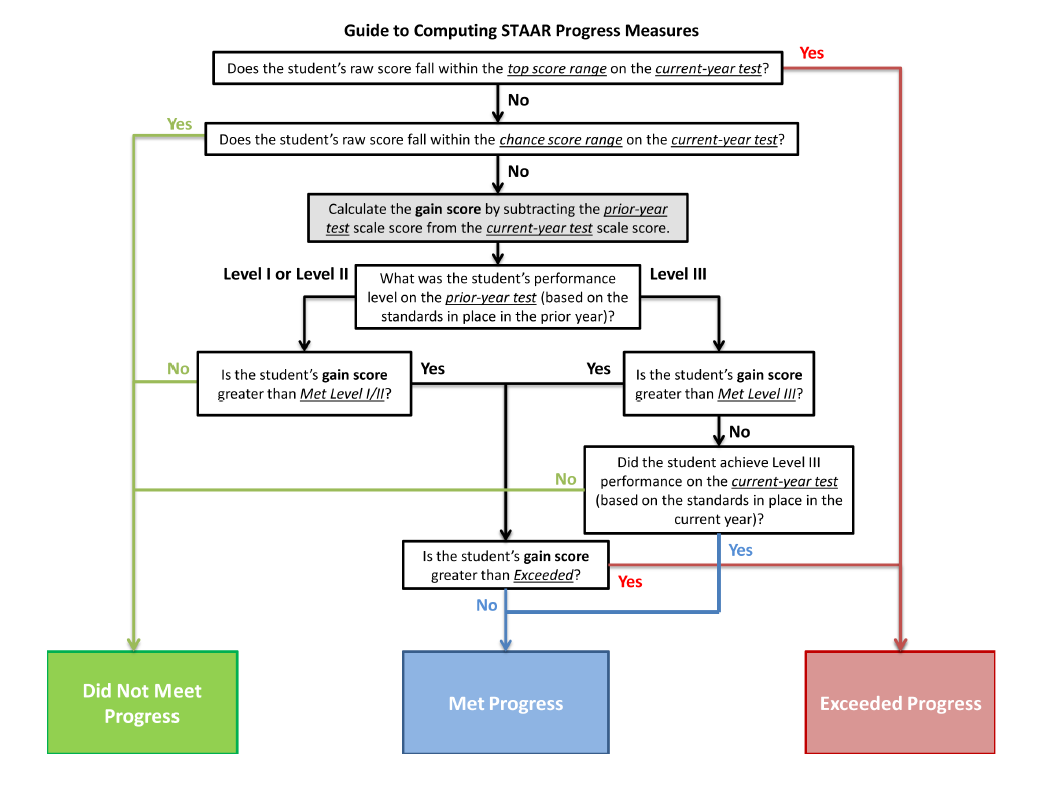 Guide to Computing STAAR Progress Measures
Yes
Does the student's raw score fall within the top score range on the current-year test?
No
Yes
Does the student's raw score fall within the chance score range on the current-year test?
No
Calculate the gain score by subtracting the prior-year
test scale score from the current-year test scale score.
Level I or Level II
What was the student's performance
level on the prior-year test (based on the
standards in place in the prior year)?
Level III
No
Is the student's gain score
greater than Met Level I/II?
Yes
Yes
Is the student's gain score
greater than Met Level III?
No
Did the student achieve Level III
performance on the current-year test
(based on the standards in place in the
current year)?
No
Yes
Is the student's gain score
greater than Exceeded?
Yes
No
Did Not Meet
Progress
Met Progress
Exceeded Progress